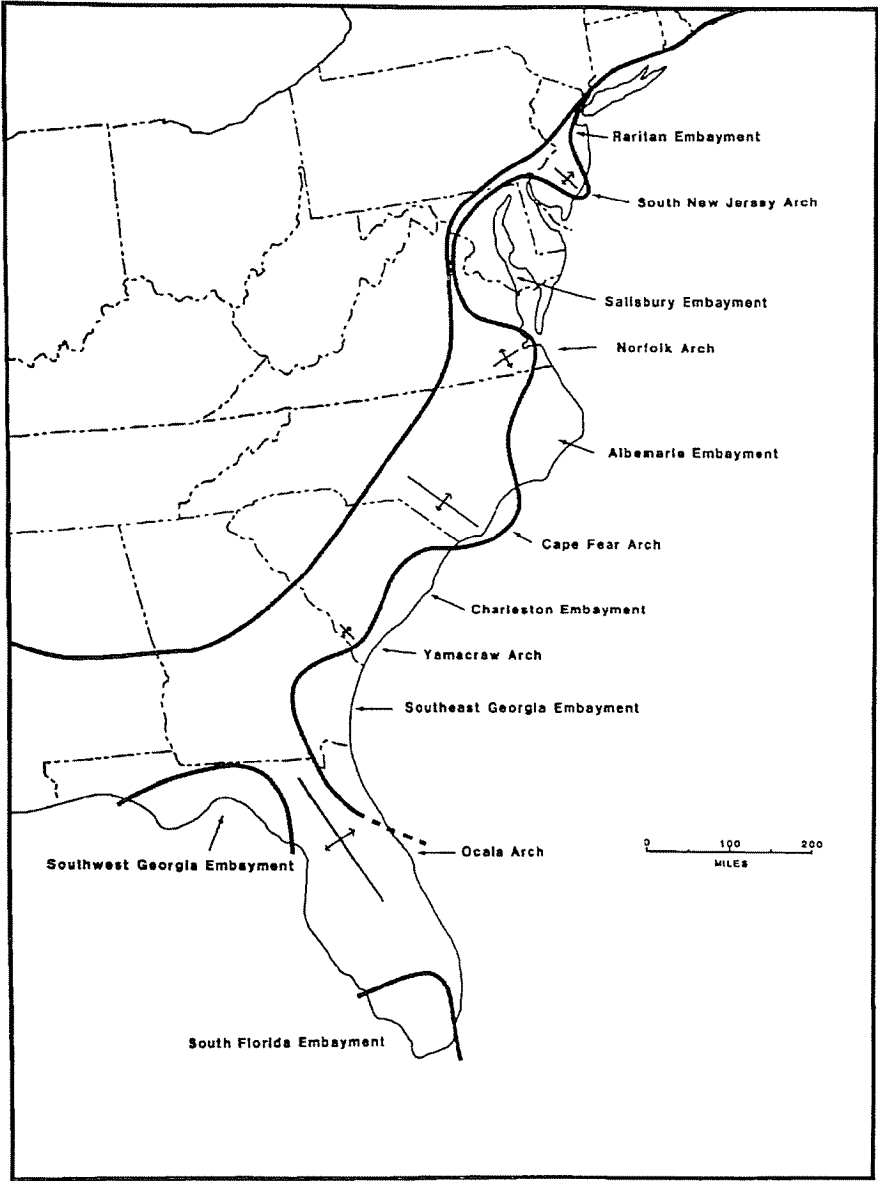 Raritan Embayment
South New Jersey Arch
Salisbury Embayment
Norfolk Arch
Albemarle Embayment
Cape Fear Arch
Charleston Embayment
Yamacraw Arch
Southeast Georgia Embayment
Ocala Arch
0 100 200
MILES
Southwest Georgia Embayment
South Florida Embayment